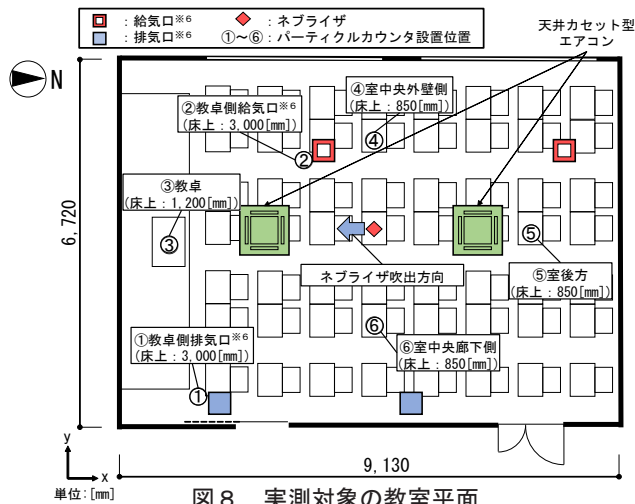 ：給気口※6
：ネブライザ
：排気口※6
①～⑥：パーティクルカウンタ設置位置
天井カセット型
エアコン
N
④室中央外壁側
（床上：850[mm]）
②教卓側給気口※6
（床上：3,000[mm]）
④
②
③教卓
（床上：1,200[mm]）
③
⑤
ネブライザ吹出方向
⑤室後方
（床上：850[mm]）
①教卓側排気口※6
（床上：3,000[mm]）
⑥
⑥室中央廊下側
（床上：850[mm]）
①
6,720
9,130
y
x
単位：[mm]
図８　実測対象の教室平面